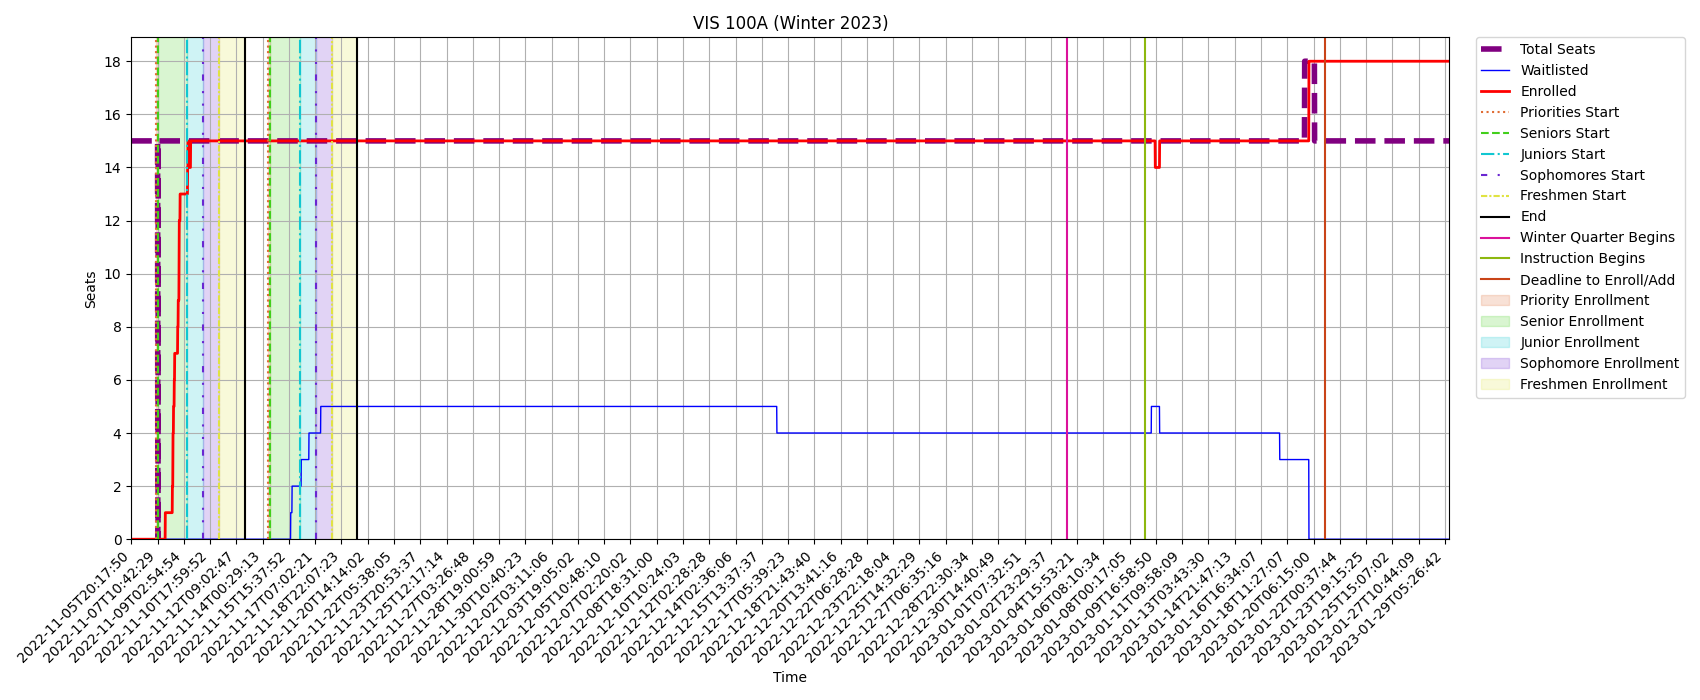 VIS 100A (Winter 2023)
Seats
18
16
14
12
10
8
6
4
2
0
2022-11-05T20:17:50
2022-11-07T10:42:29
2022-11-09T02:54:54
2022-11-10T17:59:52
2022-11-12T09:02:47
2022-11-14T00:29:13
2022-11-15T15:37:52
2022-11-17T07:02:21
2022-11-18T22:07:23
2022-11-20T14:14:02
2022-11-22T05:38:05
2022-11-23T20:53:37
2022-11-25T12:17:14
2022-11-27T03:26:48
2022-11-28T19:00:59
2022-11-30T10:40:23
2022-12-02T03:11:06
2022-12-03T19:05:02
2022-12-05T10:48:10
2022-12-07T02:20:02
2022-12-08T18:31:00
2022-12-10T10:24:03
2022-12-12T02:28:28
2022-12-14T02:36:06
2022-12-15T13:37:37
2022-12-17T05:39:23
2022-12-18T21:43:40
2022-12-20T13:41:16
2022-12-22T06:28:28
2022-12-23T22:18:04
2022-12-25T14:32:29
2022-12-27T06:35:16
2022-12-28T22:30:34
2022-12-30T14:40:49
2023-01-01T07:32:51
2023-01-02T23:29:37
2023-01-04T15:53:21
2023-01-06T08:10:34
2023-01-08T00:17:05
2023-01-09T16:58:50
2023-01-11T09:58:09
2023-01-13T03:43:30
2023-01-14T21:47:13
2023-01-16T16:34:07
2023-01-18T11:27:07
2023-01-20T06:15:00
2023-01-22T00:37:44
2023-01-23T19:15:25
2023-01-25T15:07:02
2023-01-27T10:44:09
2023-01-29T05:26:42
Time
Total Seats
Waitlisted
Enrolled
Priorities Start
Seniors Start
Juniors Start
Sophomores Start
Freshmen Start
End
Winter Quarter Begins
Instruction Begins
Deadline to Enroll/Add
Priority Enrollment
Senior Enrollment
Junior Enrollment
Sophomore Enrollment
Freshmen Enrollment